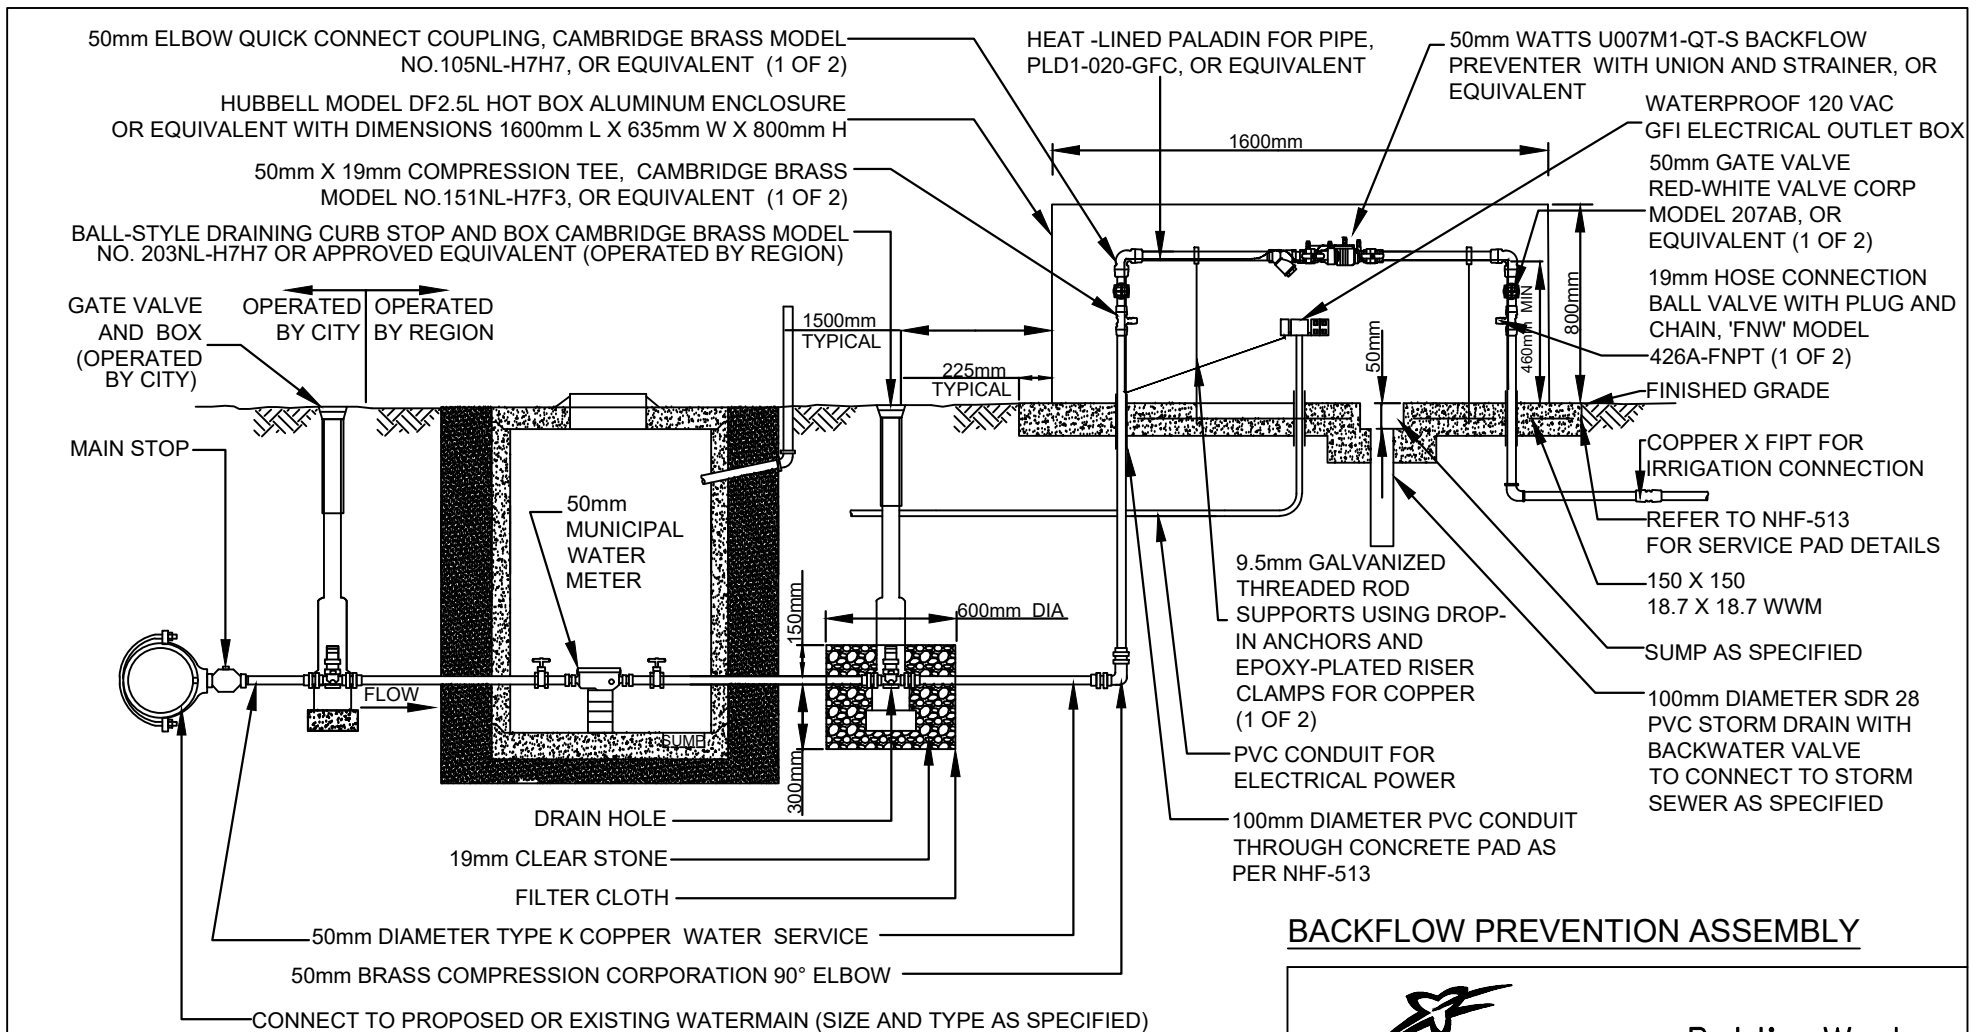 50mm ELBOW QUICK CONNECT COUPLING, CAMBRIDGE BRASS MODEL
NO.105NL-H7H7, OR EQUIVALENT (1 OF 2)
HUBBELL MODEL DF2.5L HOT BOX ALUMINUM ENCLOSURE
OR EQUIVALENT WITH DIMENSIONS 1600mm L X 635mm W X 800mm H
50mm X 19mm COMPRESSION TEE, CAMBRIDGE BRASS
MODEL NO.151NL-H7F3, OR EQUIVALENT (1 OF 2)
BALL-STYLE DRAINING CURB STOP AND BOX CAMBRIDGE BRASS MODEL
NO. 203NL-H7H7 OR APPROVED EQUIVALENT (OPERATED BY REGION)
GATE VALVE
AND BOX
(OPERATED
BY CITY)
OPERATED
BY CITY
OPERATED
BY REGION
MAIN STOP
HEAT -LINED PALADIN FOR PIPE,
PLD1-020-GFC, OR EQUIVALENT
50mm WATTS U007M1-QT-S BACKFLOW
PREVENTER WITH UNION AND STRAINER, OR
EQUIVALENT
WATERPROOF 120 VAC
GFI ELECTRICAL OUTLET BOX
50mm GATE VALVE
RED-WHITE VALVE CORP
MODEL 207AB, OR
EQUIVALENT (1 OF 2)
19mm HOSE CONNECTION
BALL VALVE WITH PLUG AND
CHAIN, 'FNW' MODEL
426A-FNPT (1 OF 2)
FINISHED GRADE
COPPER X FIPT FOR
IRRIGATION CONNECTION
REFER TO NHF-513
FOR SERVICE PAD DETAILS
150 X 150
18.7 X 18.7 WWM
SUMP AS SPECIFIED
100mm DIAMETER SDR 28
PVC STORM DRAIN WITH
BACKWATER VALVE
TO CONNECT TO STORM
SEWER AS SPECIFIED
1600mm
1500mm
TYPICAL
225mm
TYPICAL
50mm
460mm MIN
800mm
50mm
MUNICIPAL
WATER
METER
FLOW
SUMP
150mm
300mm
600mm DIA
9.5mm GALVANIZED
THREADED ROD
SUPPORTS USING DROP-
IN ANCHORS AND
EPOXY-PLATED RISER
CLAMPS FOR COPPER
(1 OF 2)
PVC CONDUIT FOR
ELECTRICAL POWER
100mm DIAMETER PVC CONDUIT
THROUGH CONCRETE PAD AS
PER NHF-513
DRAIN HOLE
19mm CLEAR STONE
FILTER CLOTH
50mm DIAMETER TYPE K COPPER WATER SERVICE
50mm BRASS COMPRESSION CORPORATION 90° ELBOW
CONNECT TO PROPOSED OR EXISTING WATERMAIN (SIZE AND TYPE AS SPECIFIED)
BACKFLOW PREVENTION ASSEMBLY